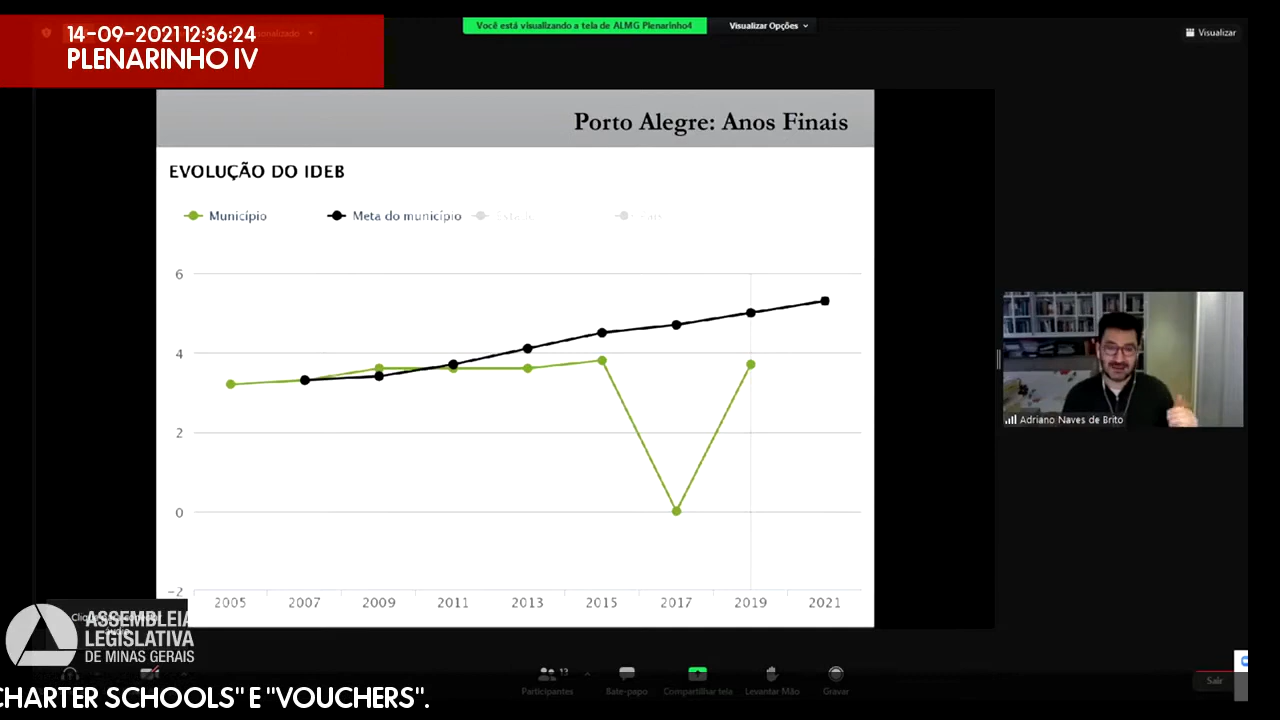 14-09-2021 12:36:24
PLENARINHO IV
Você está visualizando a tela de ALMG Plenarinho4
Visualizar Opções
Visualizar
Porto Alegre: Anos Finais
EVOLUÇÃO DO IDEB
Município
Meta do município
6
4
2
0
-2
2005
2007
2009
2011
2013
2015
2017
2019
2021
Adriano Naves de Brito
ASSEMBLEIA
LEGISLATIVA
DE MINAS GERAIS
13
Participantes
Bate-papo
Compartilhar tela
Levantar Mão
Gravar
Sair
CHARTER SCHOOLS" E "VOUCHERS".